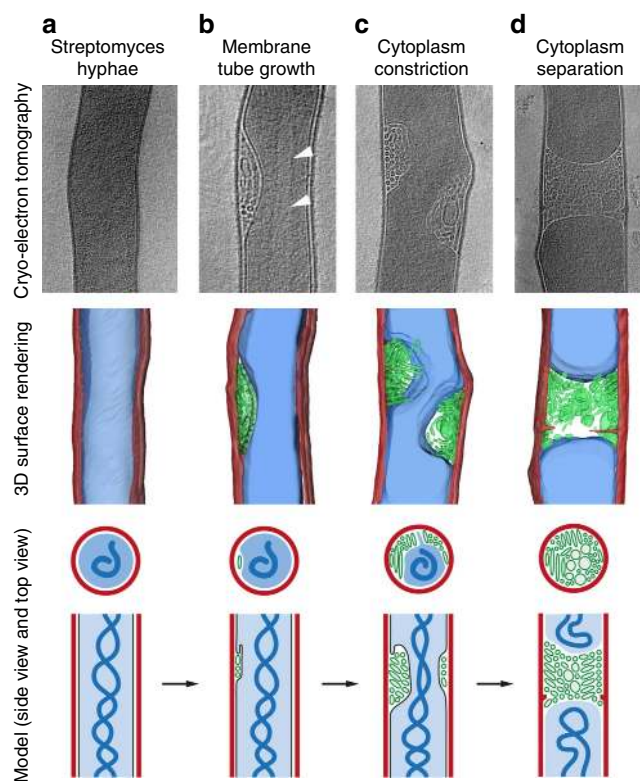 a
Streptomyces
hyphae
b
Membrane
tube growth
c
Cytoplasm
constriction
d
Cytoplasm
separation
Cryo-electron tomography
3D surface rendering
Model (side view and top view)